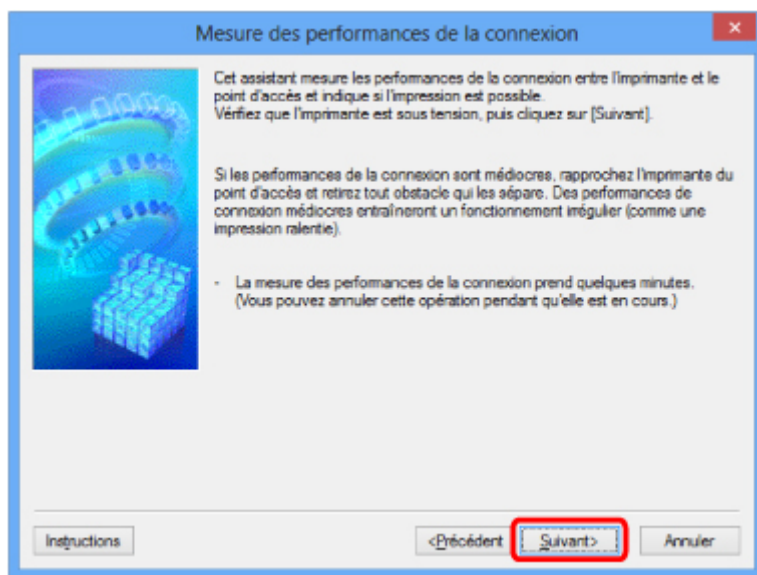 Mesure des performances de la connexion
Cet assistant mesure les performances de la connexion entre l'imprimante et le
point d'accès et indique si l'impression est possible.
Vérifiez que l'imprimante est sous tension, puis cliquez sur [Suivant].
Si les performances de la connexion sont médiocres, rapprochez l'imprimante du
point d'accès et retirez tout obstacle qui les sépare. Des performances de
connexion médiocres entraîneront un fonctionnement irrégulier (comme une
impression ralentie).
- La mesure des performances de la connexion prend quelques minutes.
(Vous pouvez annuler cette opération pendant qu'elle est en cours.)
Instructions
<Précédent
Suivant>
Annuler